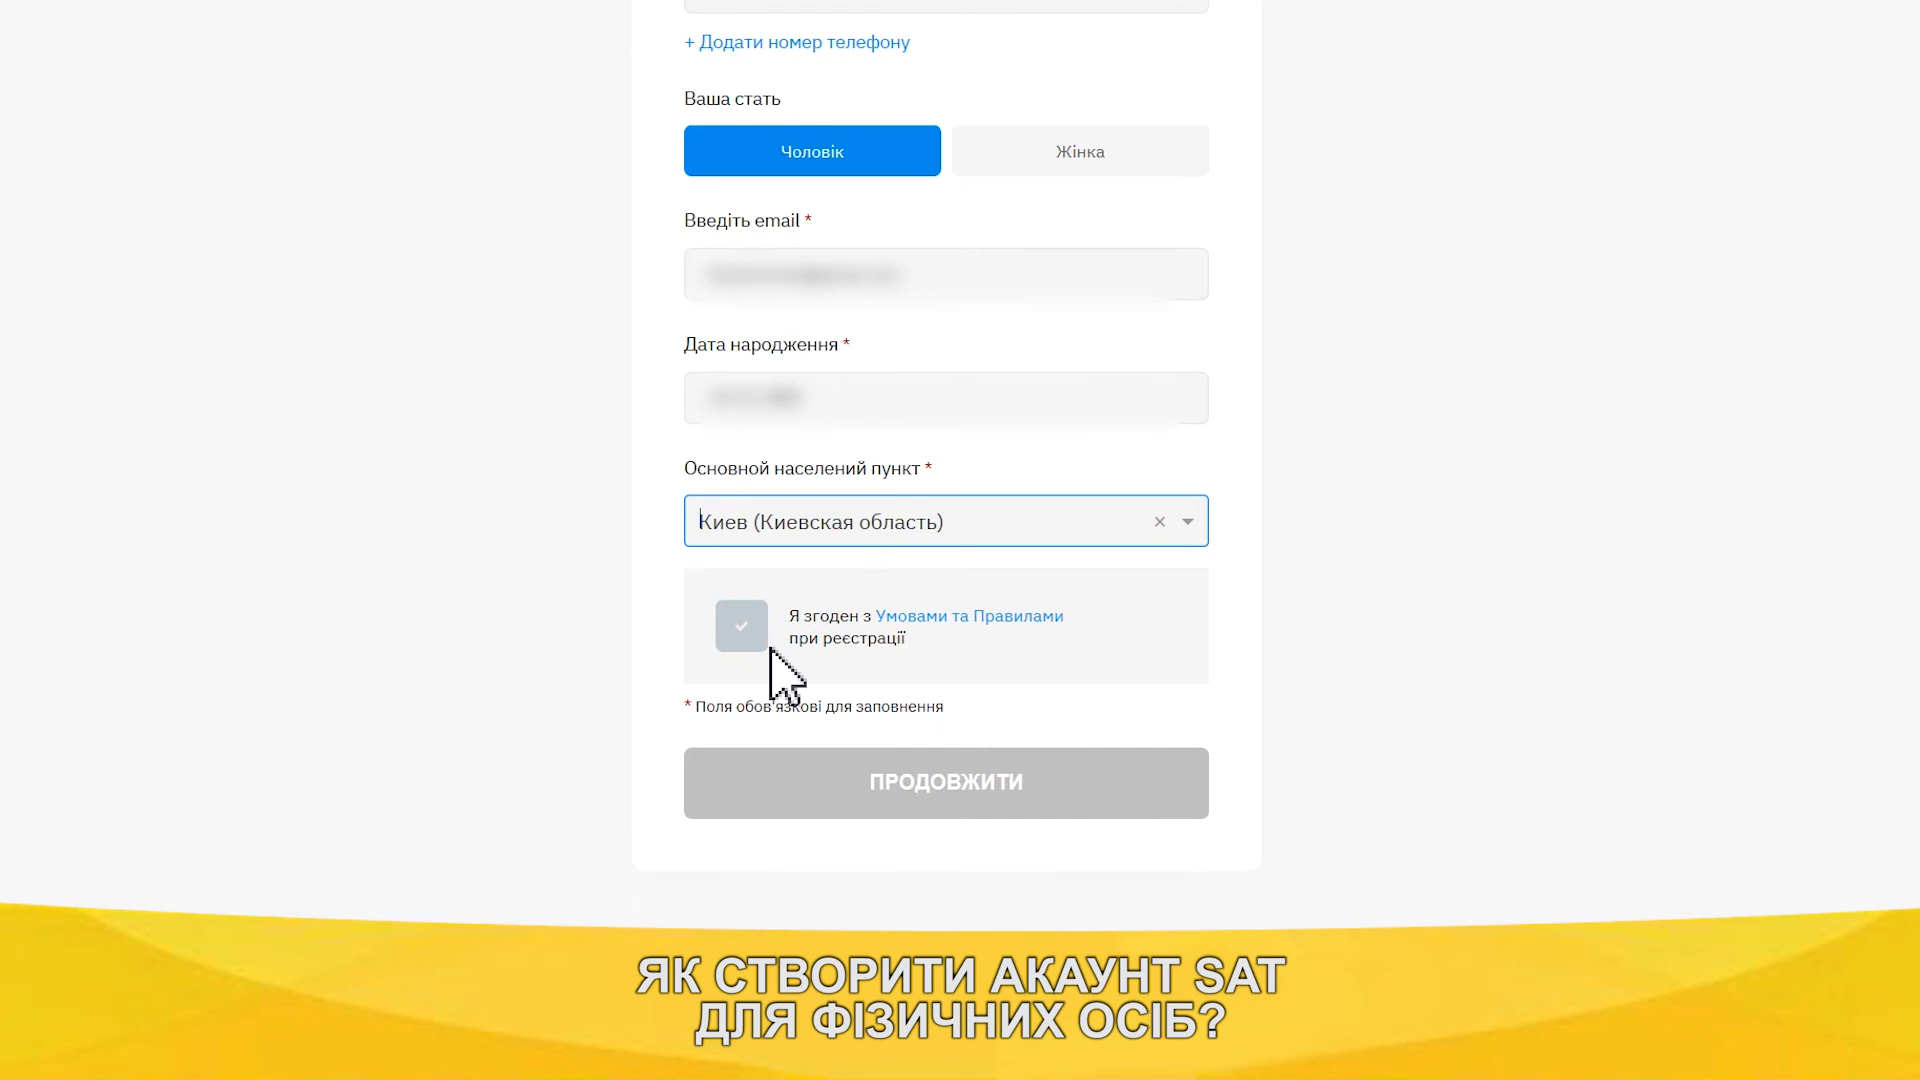 + Додати номер телефону
Ваша стать
Чоловік Жінка
Введіть email *
Дата народження *
Основной населений пункт *
Киев (Киевская область)
Я згоден з Умовами та Правилами
при реєстрації
* Поля обов'язкові для заповнення
ПРОДОВЖИТИ
ЯК СТВОРИТИ АКАУНТ SAT
ДЛЯ ФІЗИЧНИХ ОСІБ?